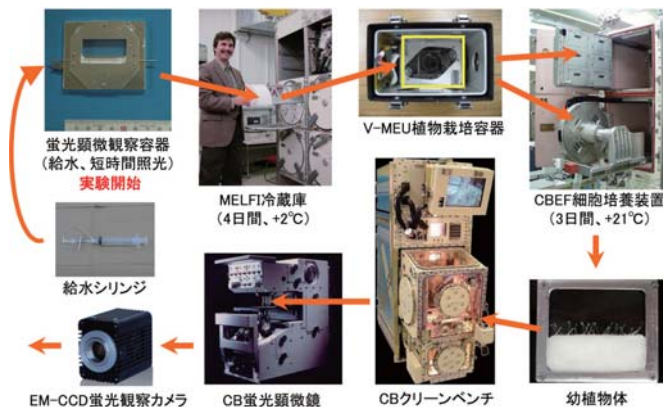 蛍光顕微観察容器
(給水、短時間照光)
実験開始
MELFI冷蔵庫
(4日間、+2℃)
V-MEU植物栽培容器
CBEF細胞培養装置
(3日間、+21℃)
給水シリンジ
EM-CCD蛍光観察カメラ
CB蛍光顕微鏡
CBクリーンベンチ
幼植物体